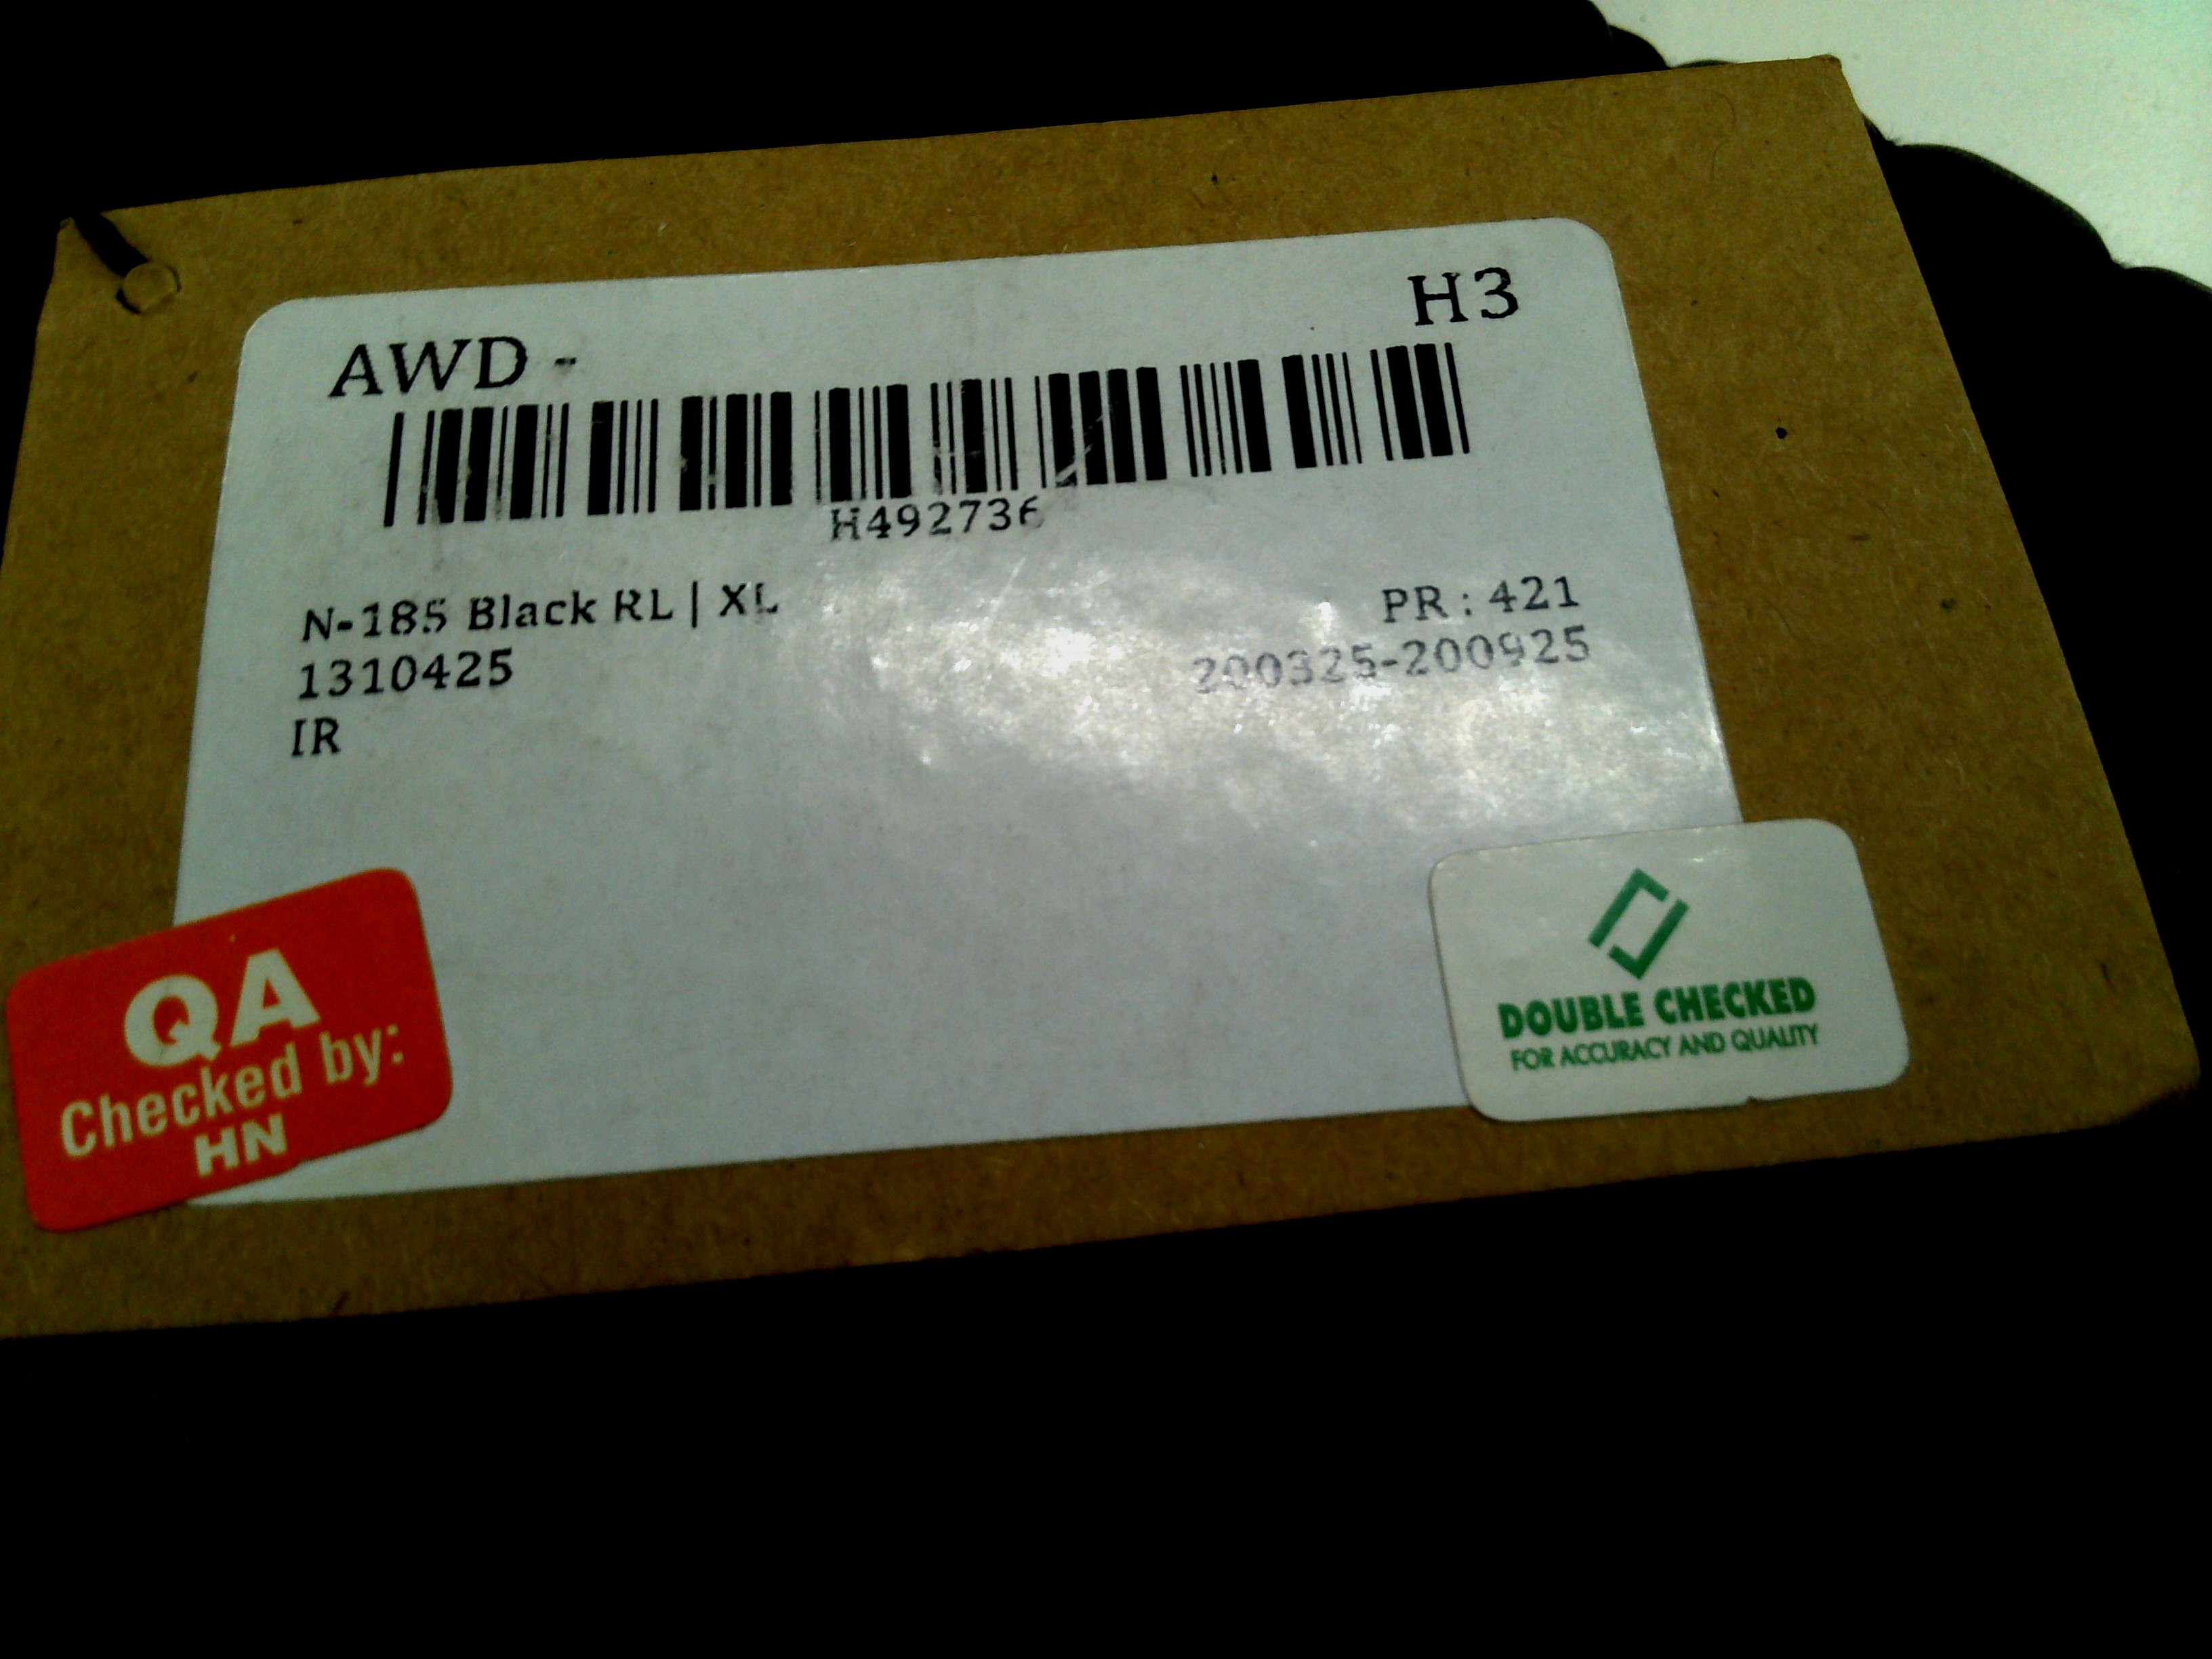 AWD - H3
H492736
N-185 Black RL | XL PR : 421
1310425 200325-200925
IR
QA
Checked by:
HN
DOUBLE CHECKED
FOR ACCURACY AND QUALITY